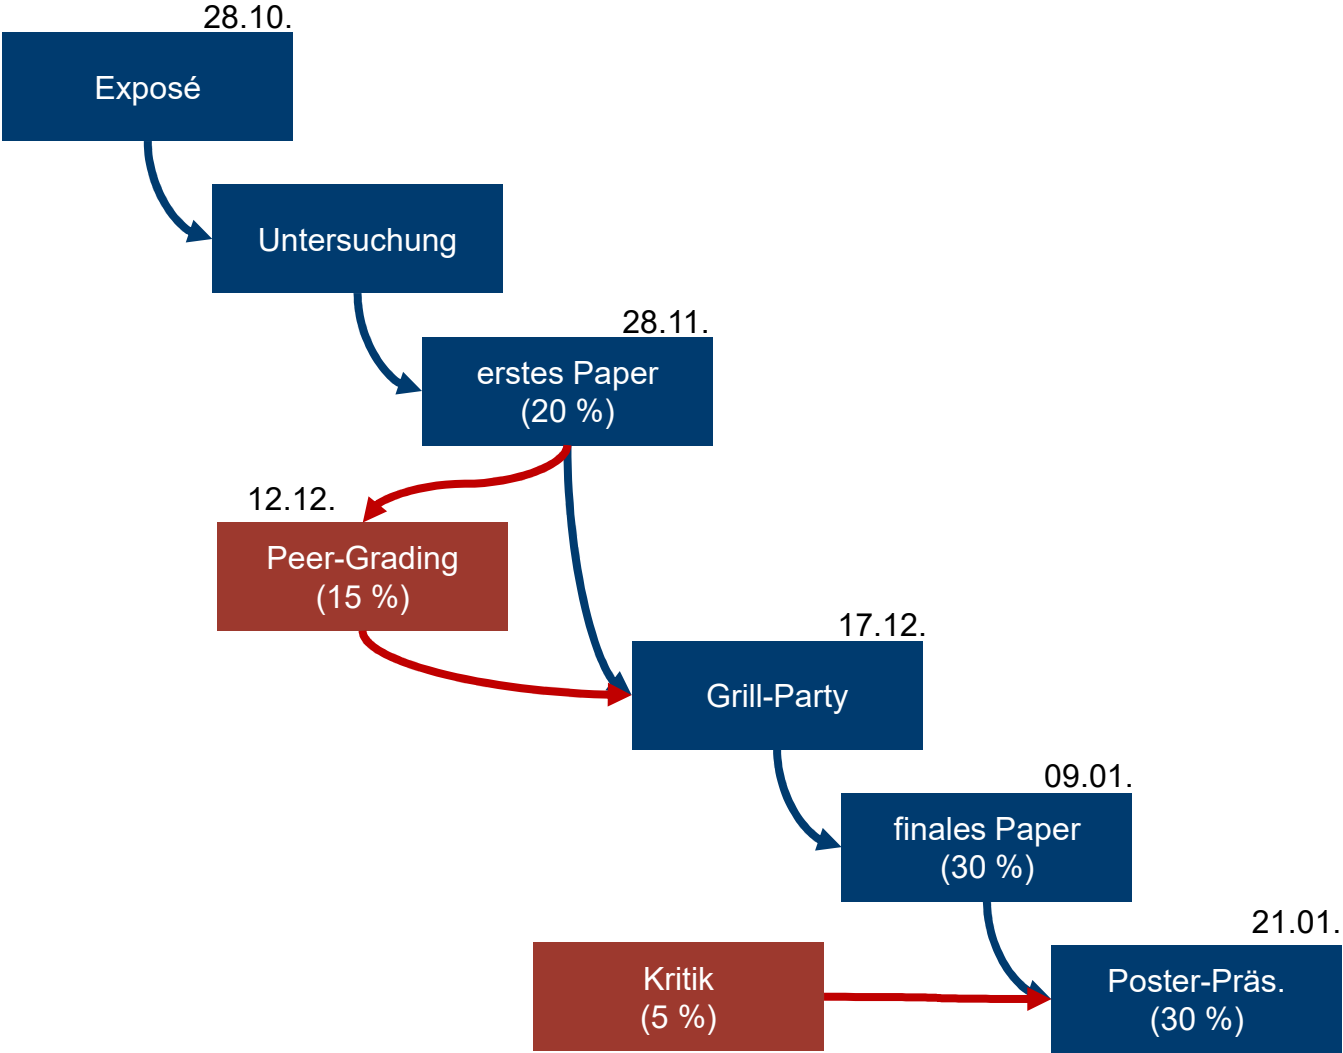 28.10.
Exposé
Untersuchung
28.11.
erstes Paper
(20 %)
12.12.
Peer-Grading
(15 %)
17.12.
Grill-Party
09.01.
finales Paper
(30 %)
21.01.
Kritik
(5 %)
Poster-Präs.
(30 %)